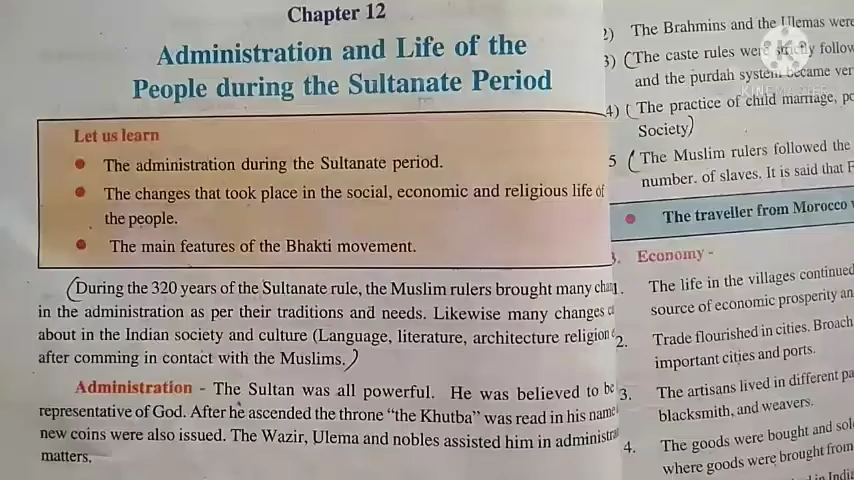 Chapter 12
Administration and Life of the
People during the Sultanate Period
Let us learn
• The administration during the Sultanate period.
• The changes that took place in the social, economic and religious life of
the people.
• The main features of the Bhakti movement.
(During the 320 years of the Sultanate rule, the Muslim rulers brought many
in the administration as per their traditions and needs. Likewise many changes
about in the Indian society and culture (Language, literature, architecture religion
after comming in contact with the Muslims.)
Administration - The Sultan was all powerful. He was believed to be
representative of God. After he ascended the throne "the Khutba" was read in his name
new coins were also issued. The Wazir, Ulema and nobles assisted him in
matters.
2) The Brahmins and the Ulemas were
3) (The caste rules were strictly follow
and the purdah system became ver
4) (The practice of child marriage, po
Society)
5 (The Muslim rulers followed the
number. of slaves. It is said that F
• The traveller from Morocco
3. Economy -
1. The life in the villages continued
source of economic prosperity an
2. Trade flourished in cities. Broach
important cities and ports.
3. The artisans lived in different pa
blacksmith, and weavers.
4. The goods were bought and sol
where goods were brought from
in Indi